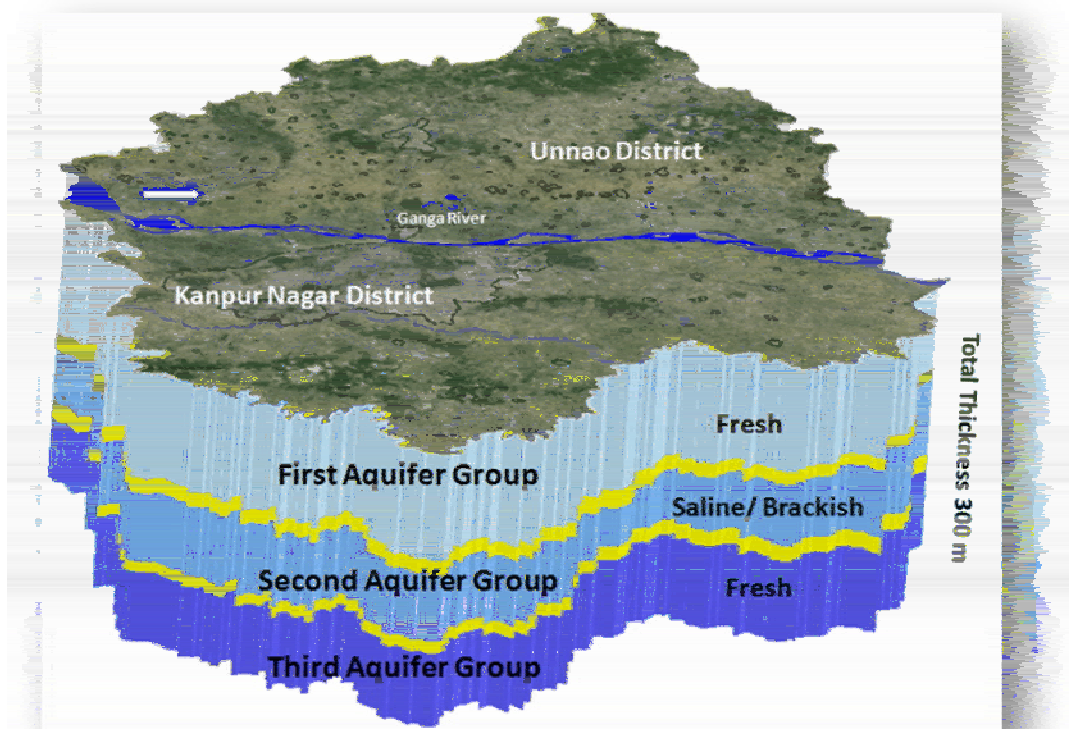 Unnao District
Ganga River
Kanpur Nagar District
Total Thickness 300 m
Fresh
First Aquifer Group
Saline/ Brackish
Second Aquifer Group
Fresh
Third Aquifer Group